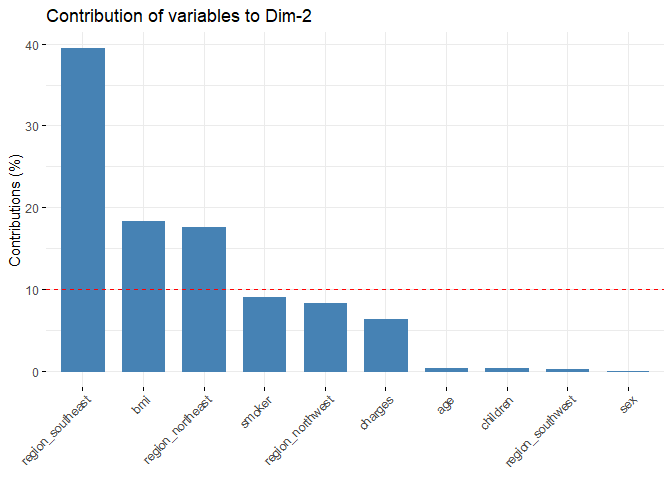 Contribution of variables to Dim-2
Contributions (%)
40
30
20
10
0
region_southeast
bmi
region_northeast
smoker
region_northwest
charges
age
children
region_southwest
sex